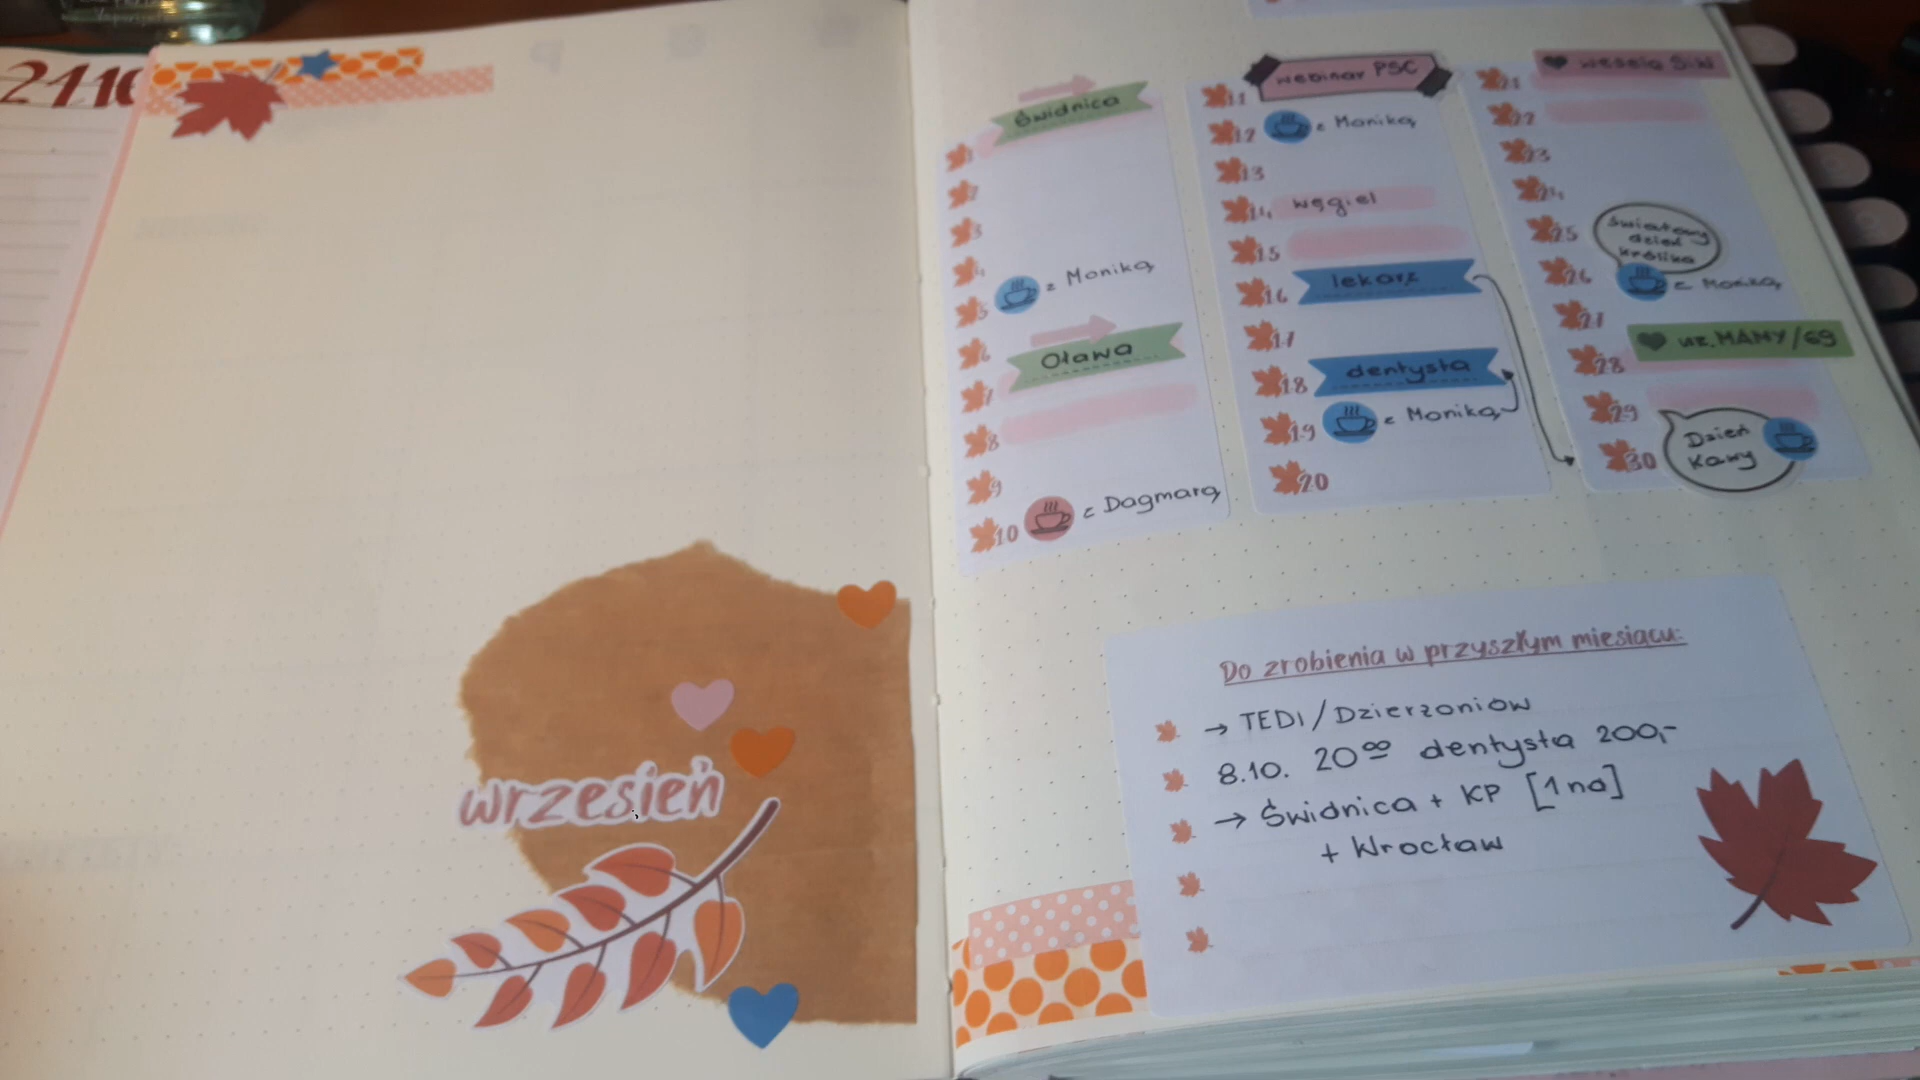 21.10
wrzesień
Świdnica
1
2
3
4
5 z Moniką
6
Oława
7
8
9
10 z Dagmarą
webinar PSC
11
12 z Moniką
13
14 węgiel
15
16 lekarz
17
18 dentysta
19 z Moniką
20
21
22
23
24
25 Światowy
dzień
królika
26 z Moniką
27
28 ur. MAMY/69
29
30 Dzień
Kawy
Do zrobienia w przyszłym miesiącu:
→ TEDI/Dzierżoniów
8.10. 20⁰⁰ dentysta 200,-
→ Świdnica + KP [1 na]
+ Wrocław